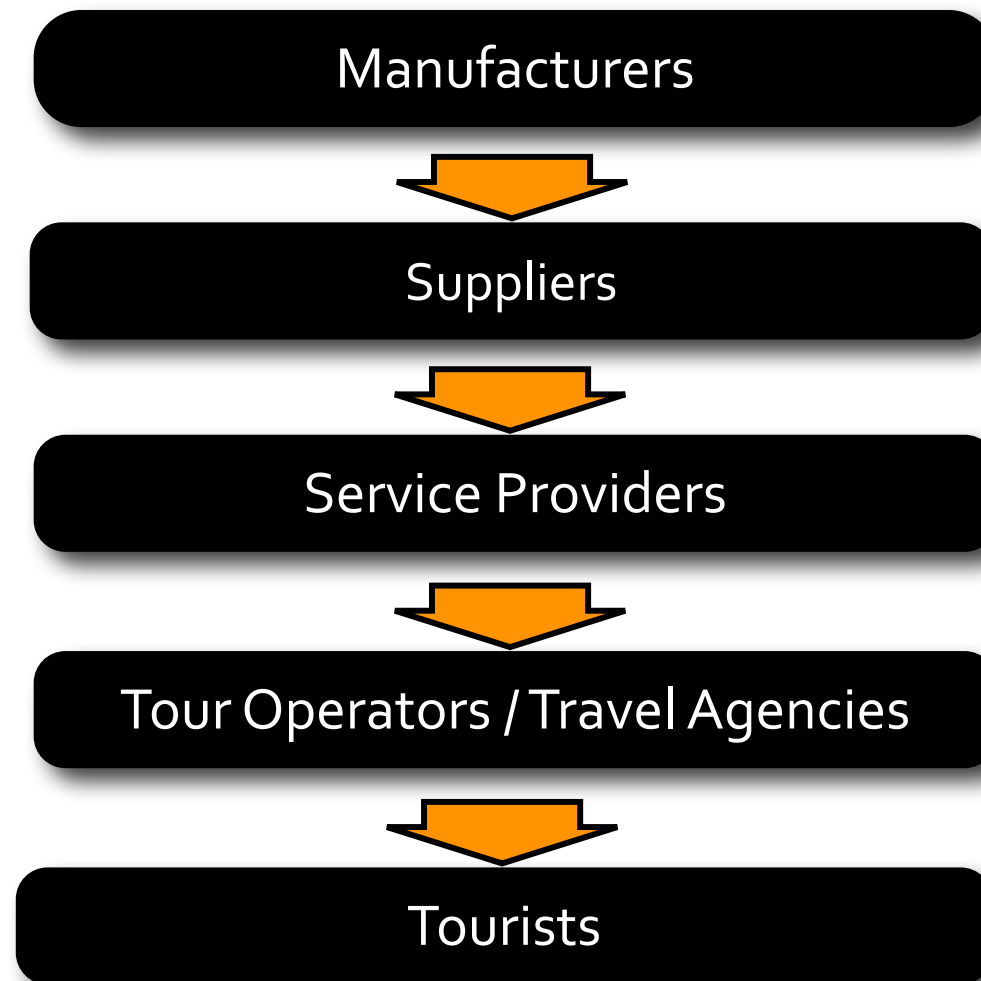 Manufacturers
Suppliers
Service Providers
Tour Operators / Travel Agencies
Tourists